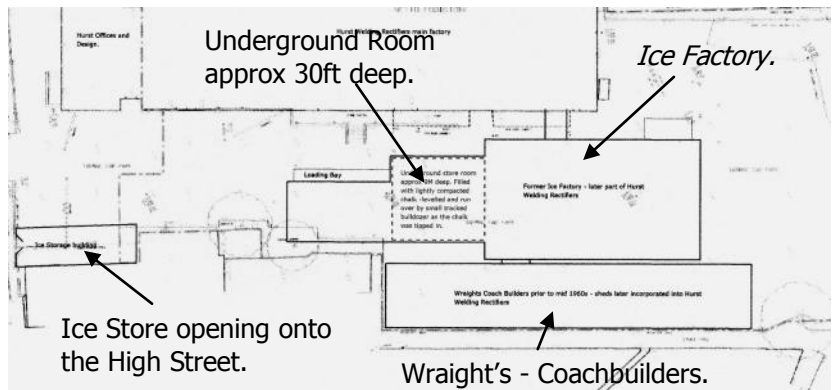 Hurst Offices and
Design.
Hurst Welding Rectifiers main factory
Underground Room
approx 30ft deep.
Ice Factory.
Loading Bay
Underground store room
approx 9M deep. Filled
with lightly compacted
chalk -levelled and run
over by small tracked
bulldozer as the chalk
was tipped in.
Former Ice Factory - later part of Hurst
Welding Rectifiers
Ice Storage building
Wraights Coach Builders prior to mid 1960s - sheds later incorporated into Hurst
Welding Rectifiers
Ice Store opening onto
the High Street.
Wraight's - Coachbuilders.